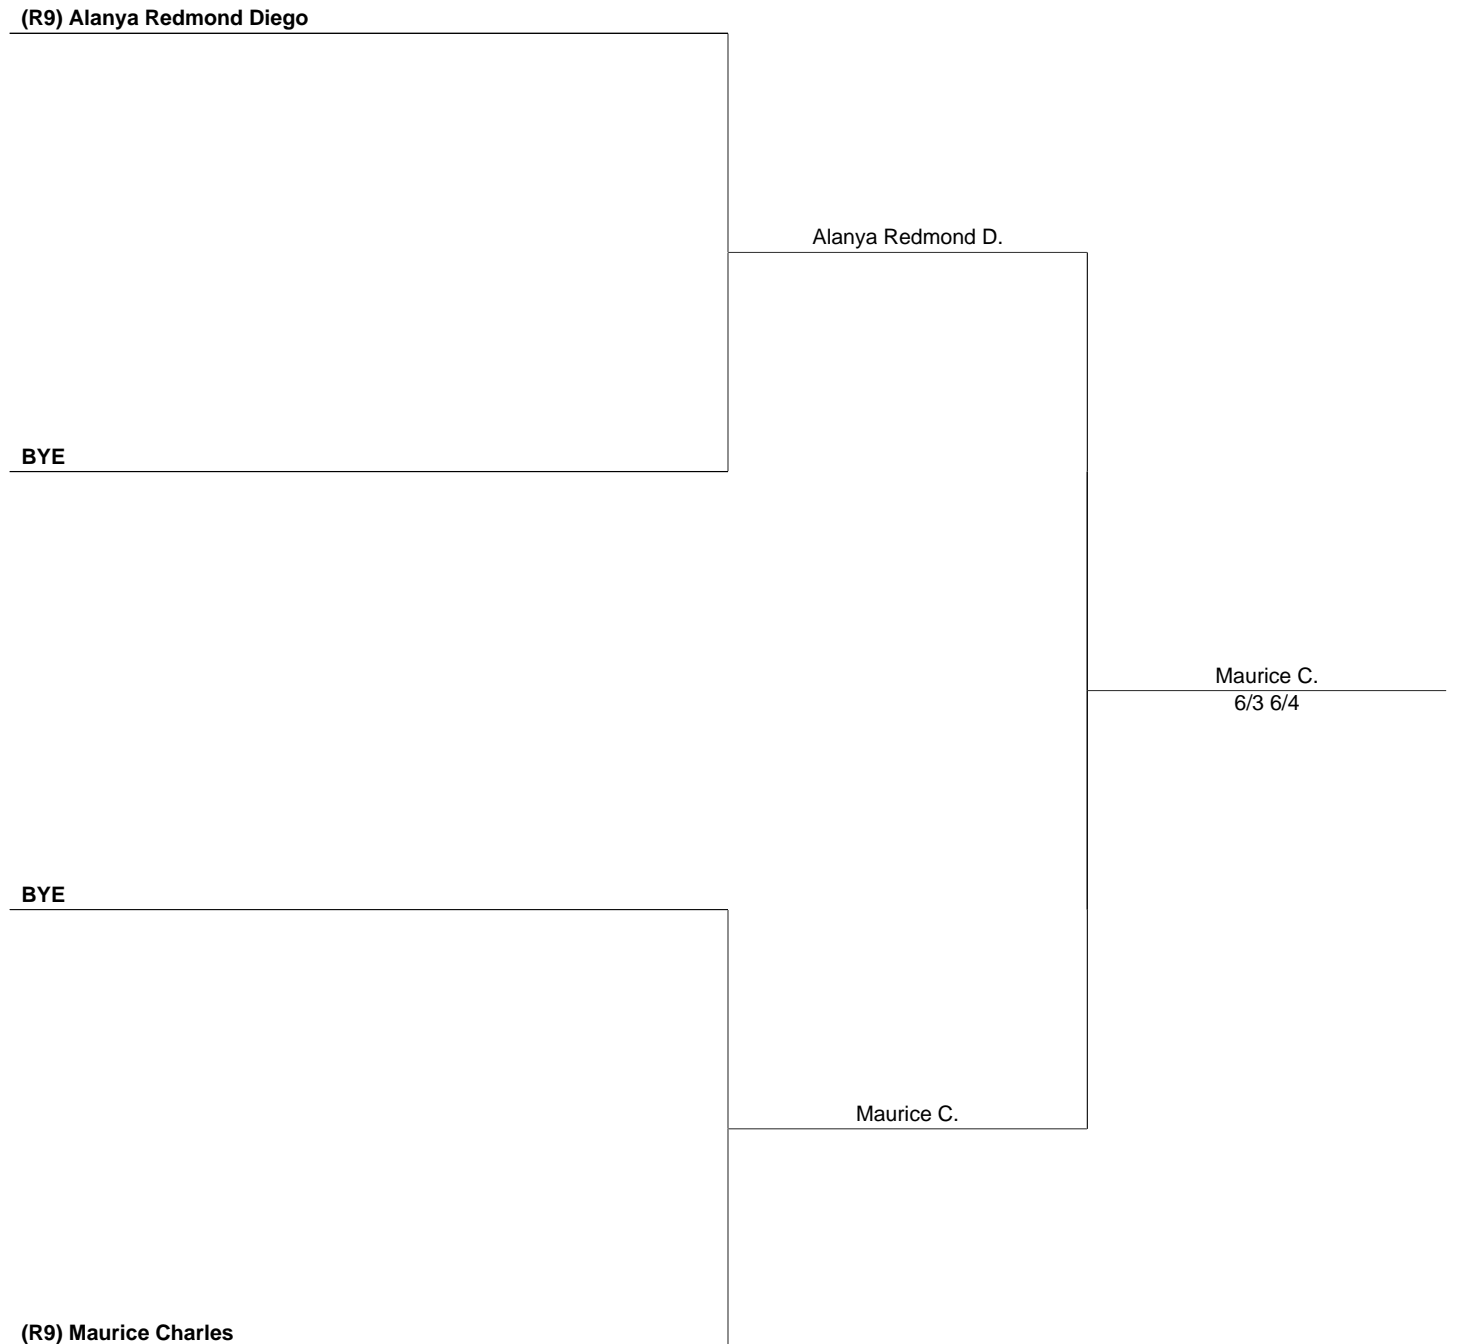 (R9) Alanya Redmond Diego
Alanya Redmond D.
BYE
Maurice C.
6/3 6/4
BYE
Maurice C.
(R9) Maurice Charles